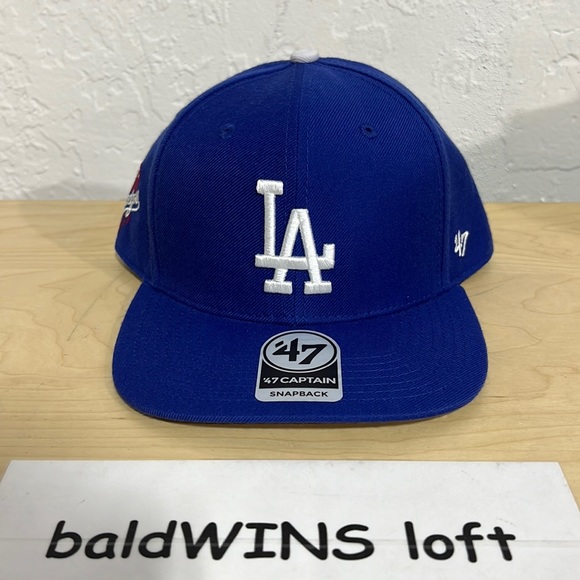 LA
'47
'47
'47 CAPTAIN
SNAPBACK
baldWINS loft